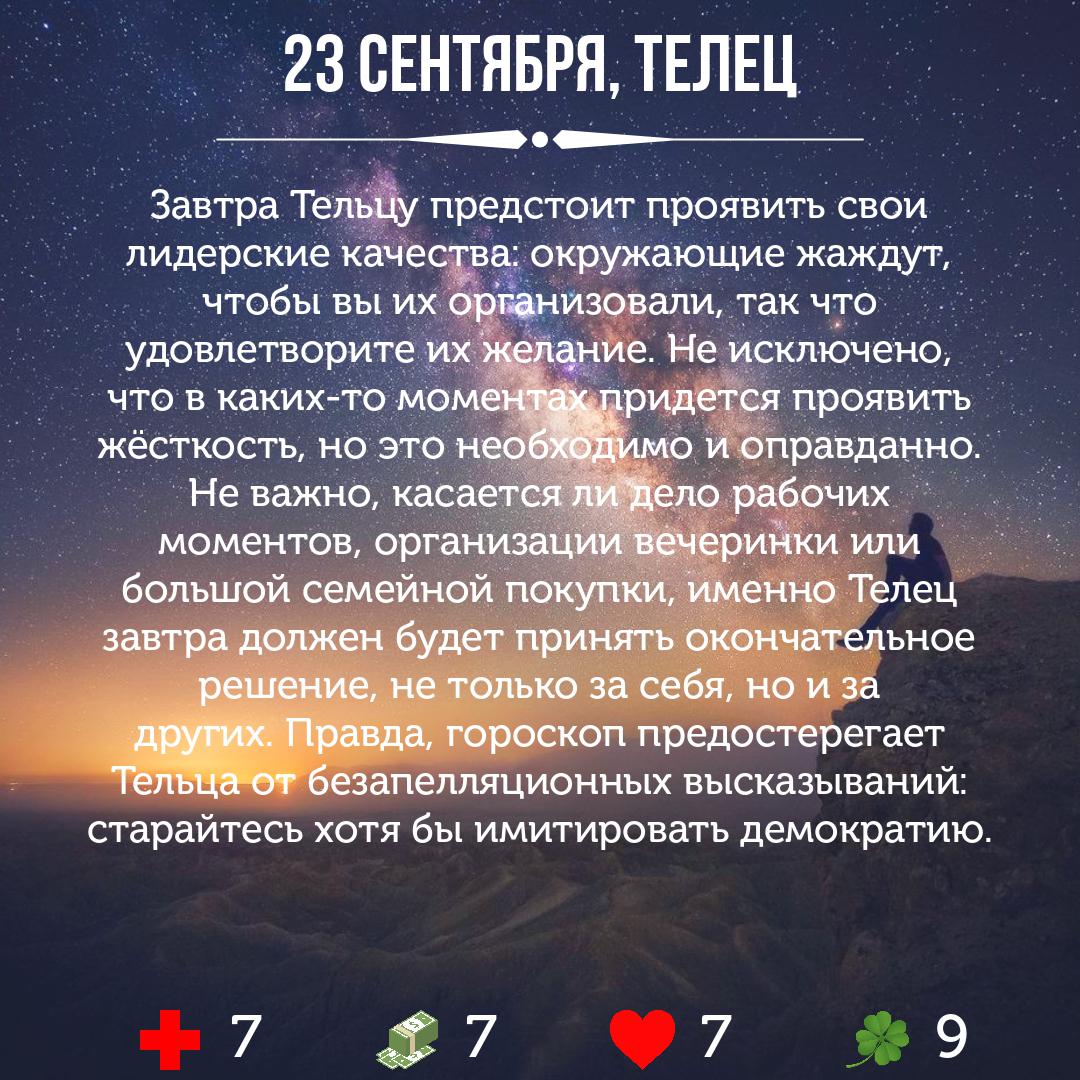 23 СЕНТЯБРЯ, ТЕЛЕЦ
Завтра Тельцу предстоит проявить свои
лидерские качества: окружающие жаждут,
чтобы вы их организовали, так что
удовлетворите их желание. Не исключено,
что в каких-то моментах придется проявить
жёсткость, но это необходимо и оправданно.
Не важно, касается ли дело рабочих
моментов, организации вечеринки или
большой семейной покупки, именно Телец
завтра должен будет принять окончательное
решение, не только за себя, но и за
других. Правда, гороскоп предостерегает
Тельца от безапелляционных высказываний:
старайтесь хотя бы имитировать демократию.
7 7 7 9